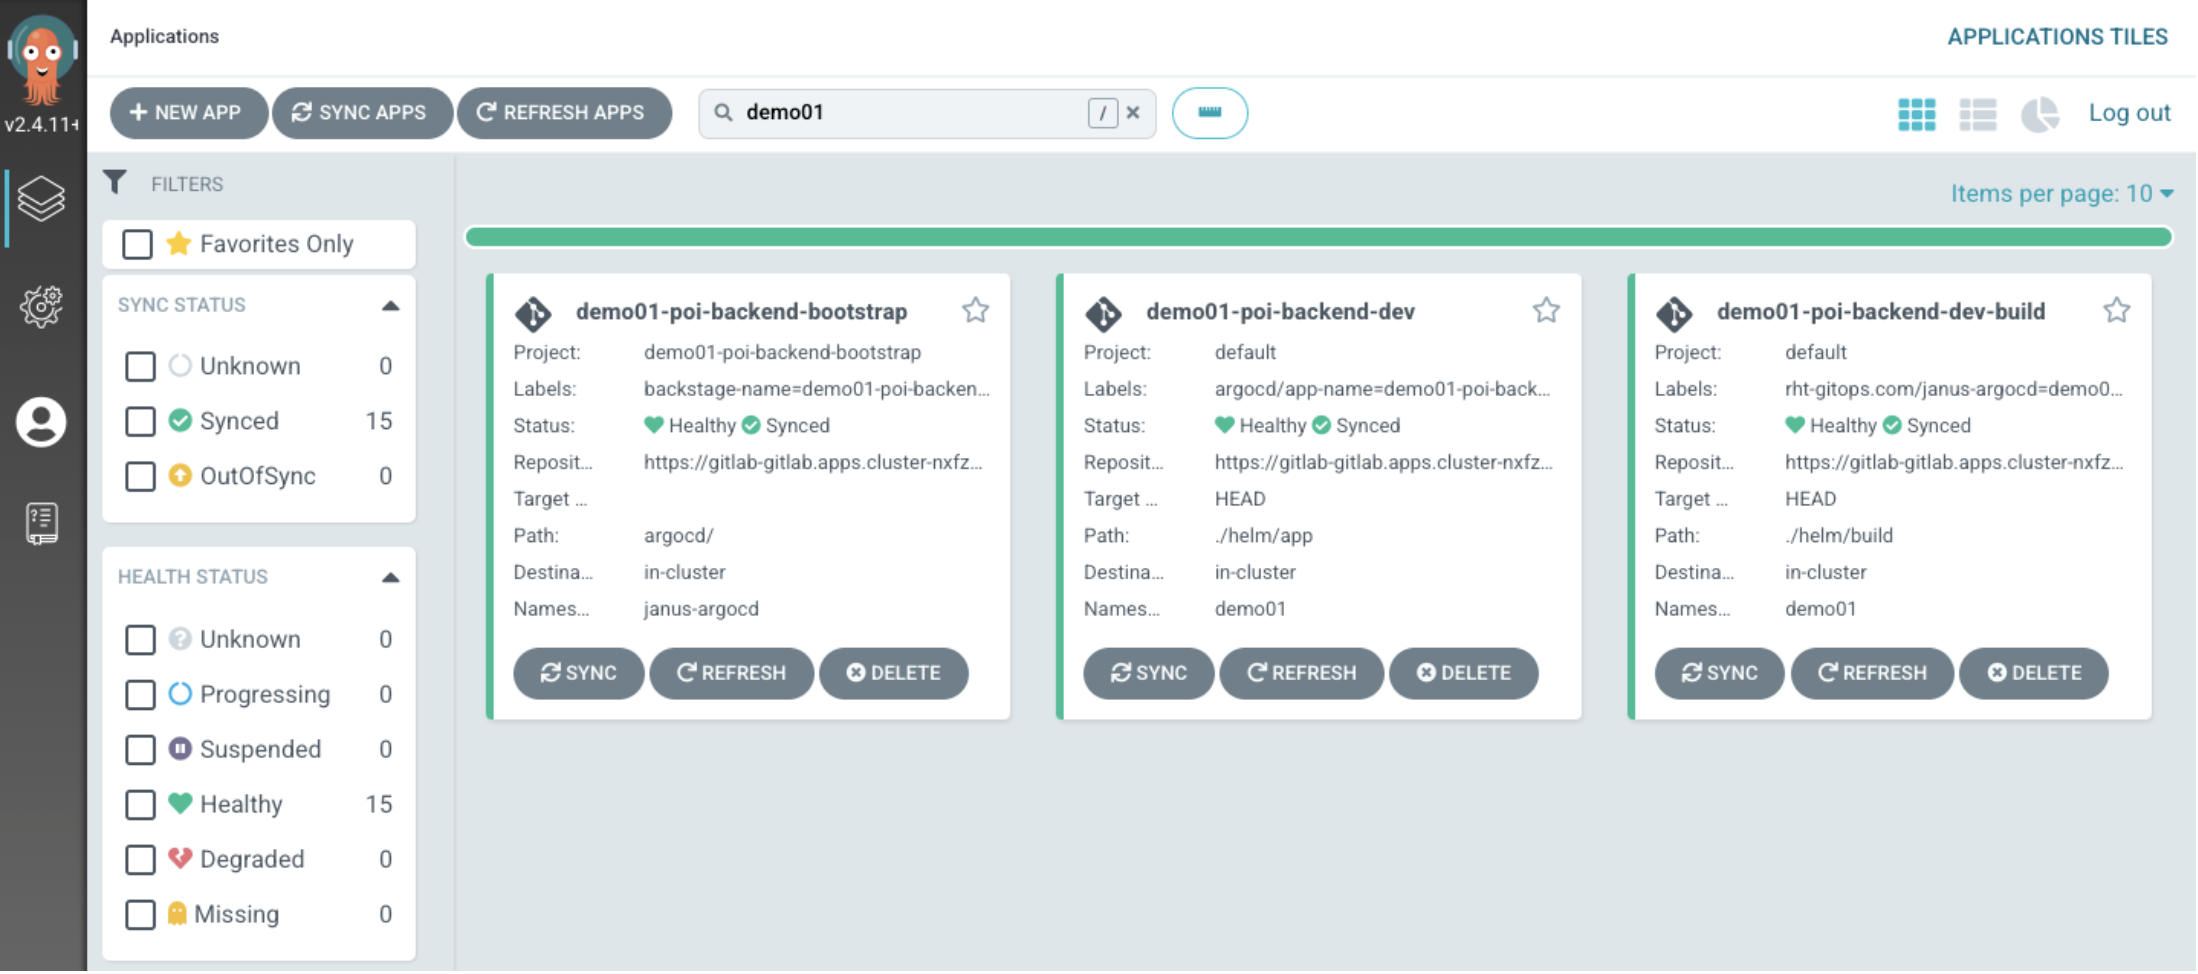 Applications
APPLICATIONS TILES
v2.4.11+
NEW APP
SYNC APPS
REFRESH APPS
demo01
/
Log out
FILTERS
Items per page: 10
Favorites Only
SYNC STATUS
Unknown 0
Synced 15
OutOfSync 0
HEALTH STATUS
Unknown 0
Progressing 0
Suspended 0
Healthy 15
Degraded 0
Missing 0
demo01-poi-backend-bootstrap
Project: demo01-poi-backend-bootstrap
Labels: backstage-name=demo01-poi-backen...
Status: Healthy Synced
Reposit... https://gitlab-gitlab.apps.cluster-nxfz...
Target ...
Path: argocd/
Destina... in-cluster
Names... janus-argocd
SYNC REFRESH DELETE
demo01-poi-backend-dev
Project: default
Labels: argocd/app-name=demo01-poi-back...
Status: Healthy Synced
Reposit... https://gitlab-gitlab.apps.cluster-nxfz...
Target ... HEAD
Path: ./helm/app
Destina... in-cluster
Names... demo01
SYNC REFRESH DELETE
demo01-poi-backend-dev-build
Project: default
Labels: rht-gitops.com/janus-argocd=demo0...
Status: Healthy Synced
Reposit... https://gitlab-gitlab.apps.cluster-nxfz...
Target ... HEAD
Path: ./helm/build
Destina... in-cluster
Names... demo01
SYNC REFRESH DELETE